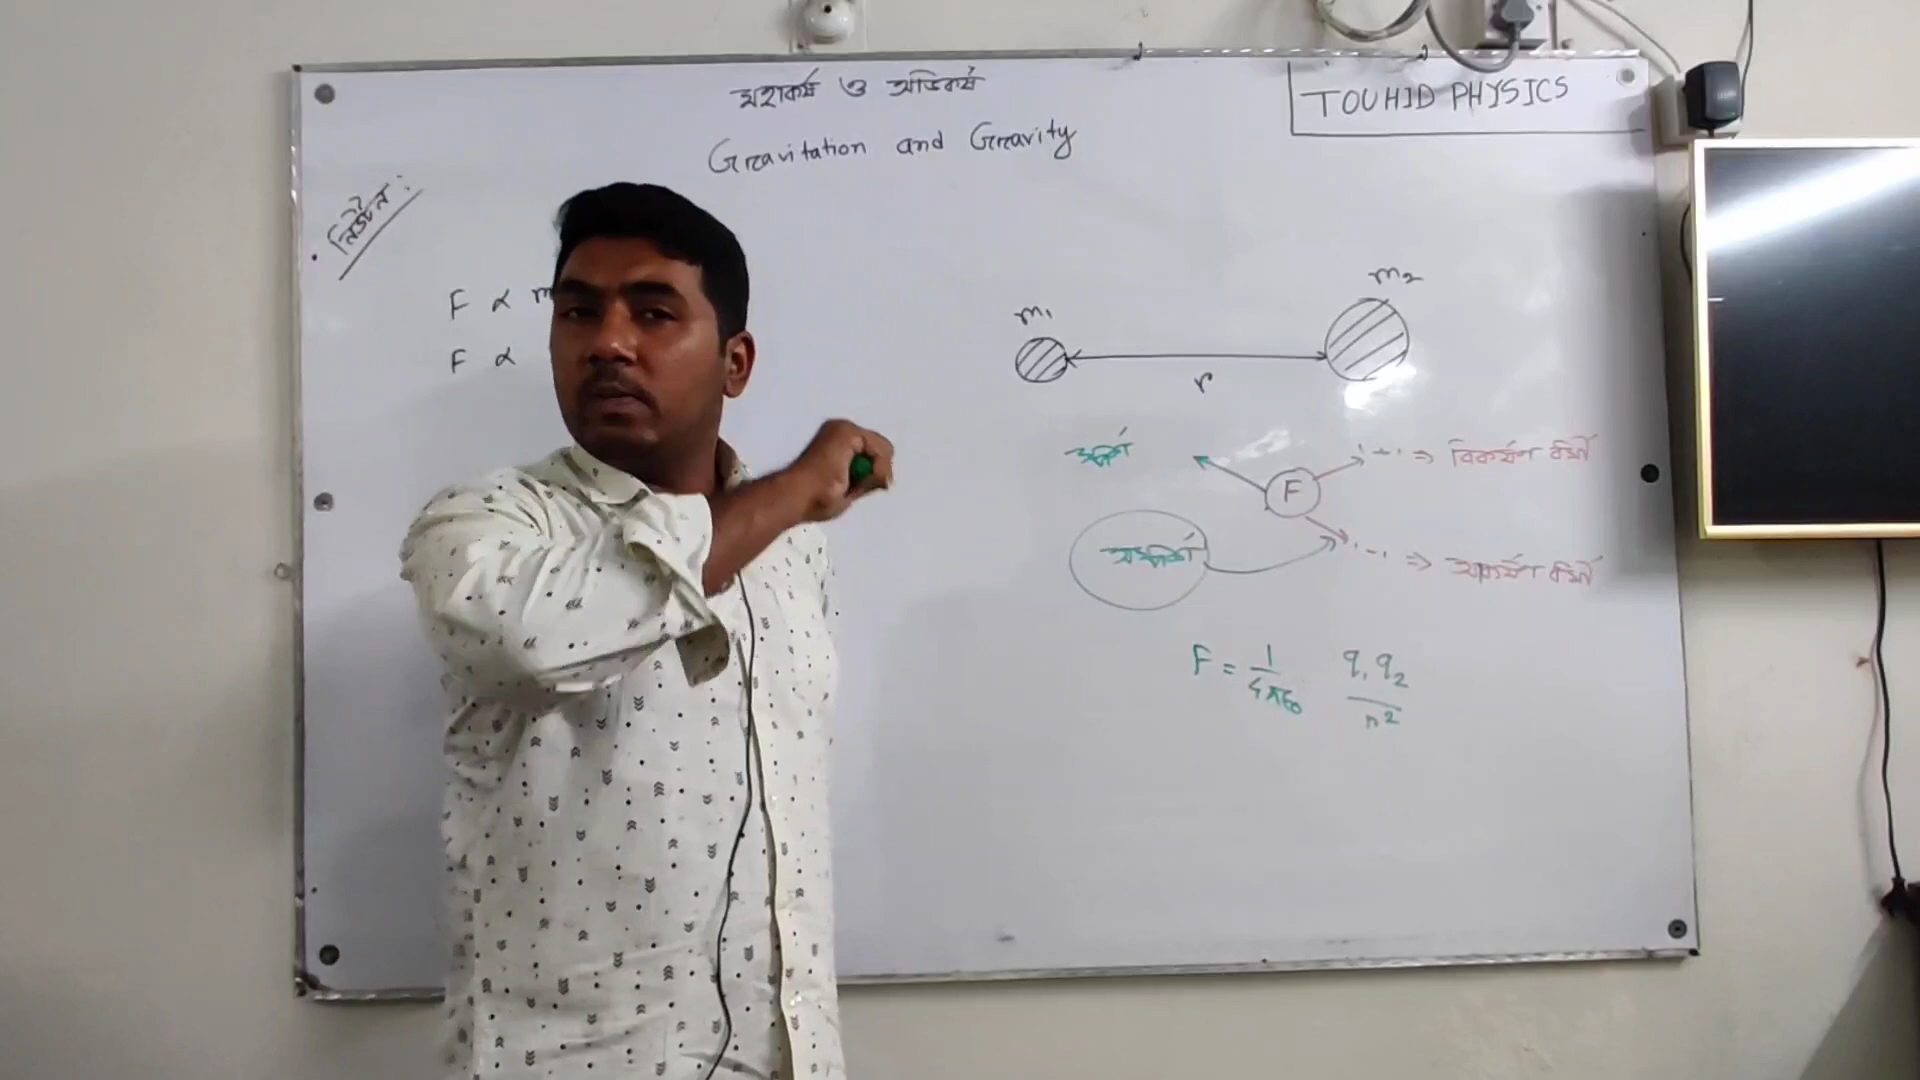 মহাকর্ষ ও অভিকর্ষ
TOUHID PHYSICS
Gravitation and Gravity
নিউটন :
F ∝ m
F ∝
m₁
m₂
r
F
'+' ⇒ বিকর্ষণ ধর্মী
'-' ⇒ আকর্ষণ ধর্মী
F = 1/4πε₀ q₁q₂/r²